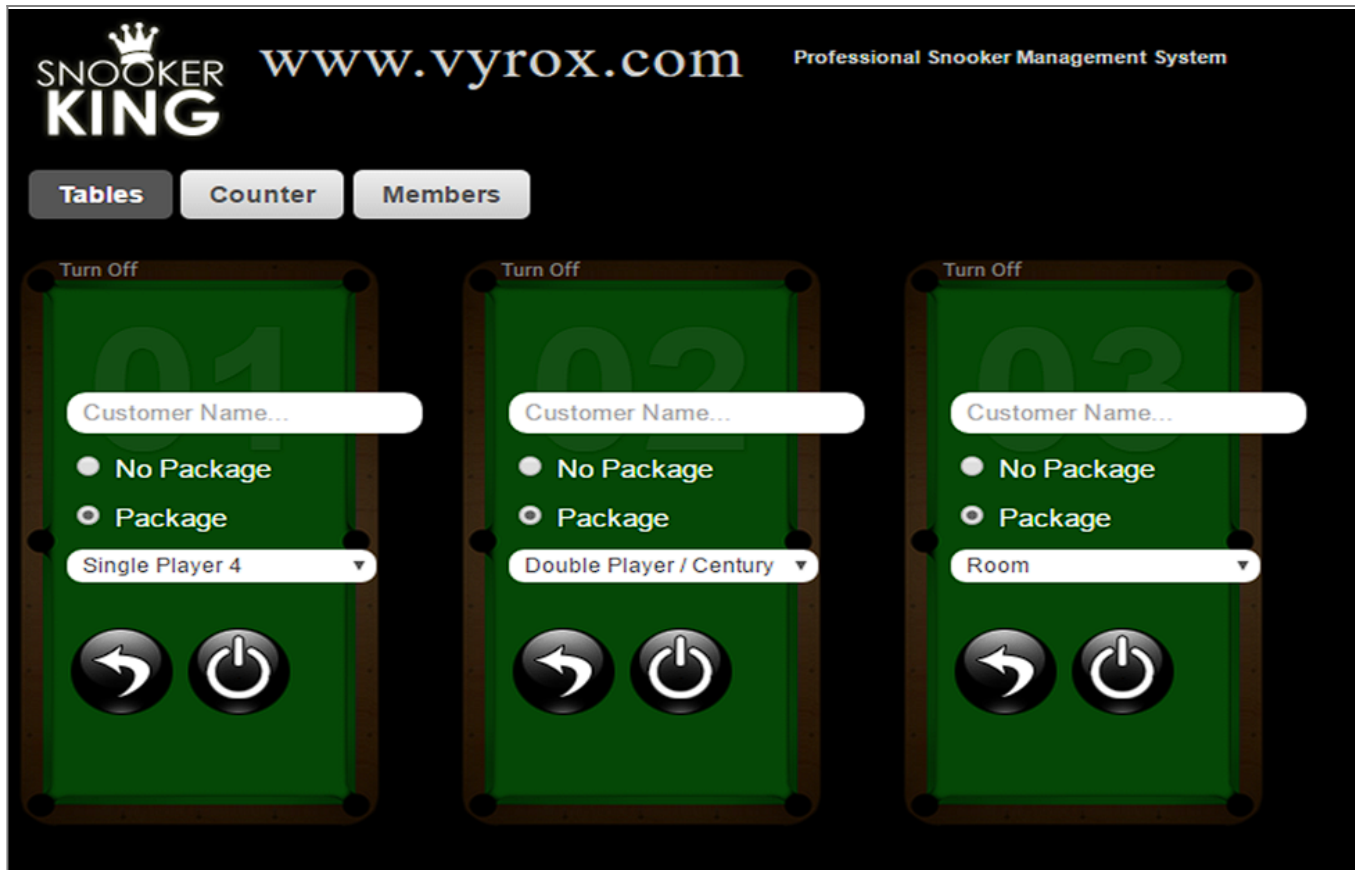 SNOOKER
KING
www.vyrox.com
Professional Snooker Management System
Tables Counter Members
Turn Off Turn Off Turn Off
01 02 03
Customer Name... Customer Name... Customer Name...
No Package No Package No Package
Package Package Package
Single Player 4 Double Player / Century Room